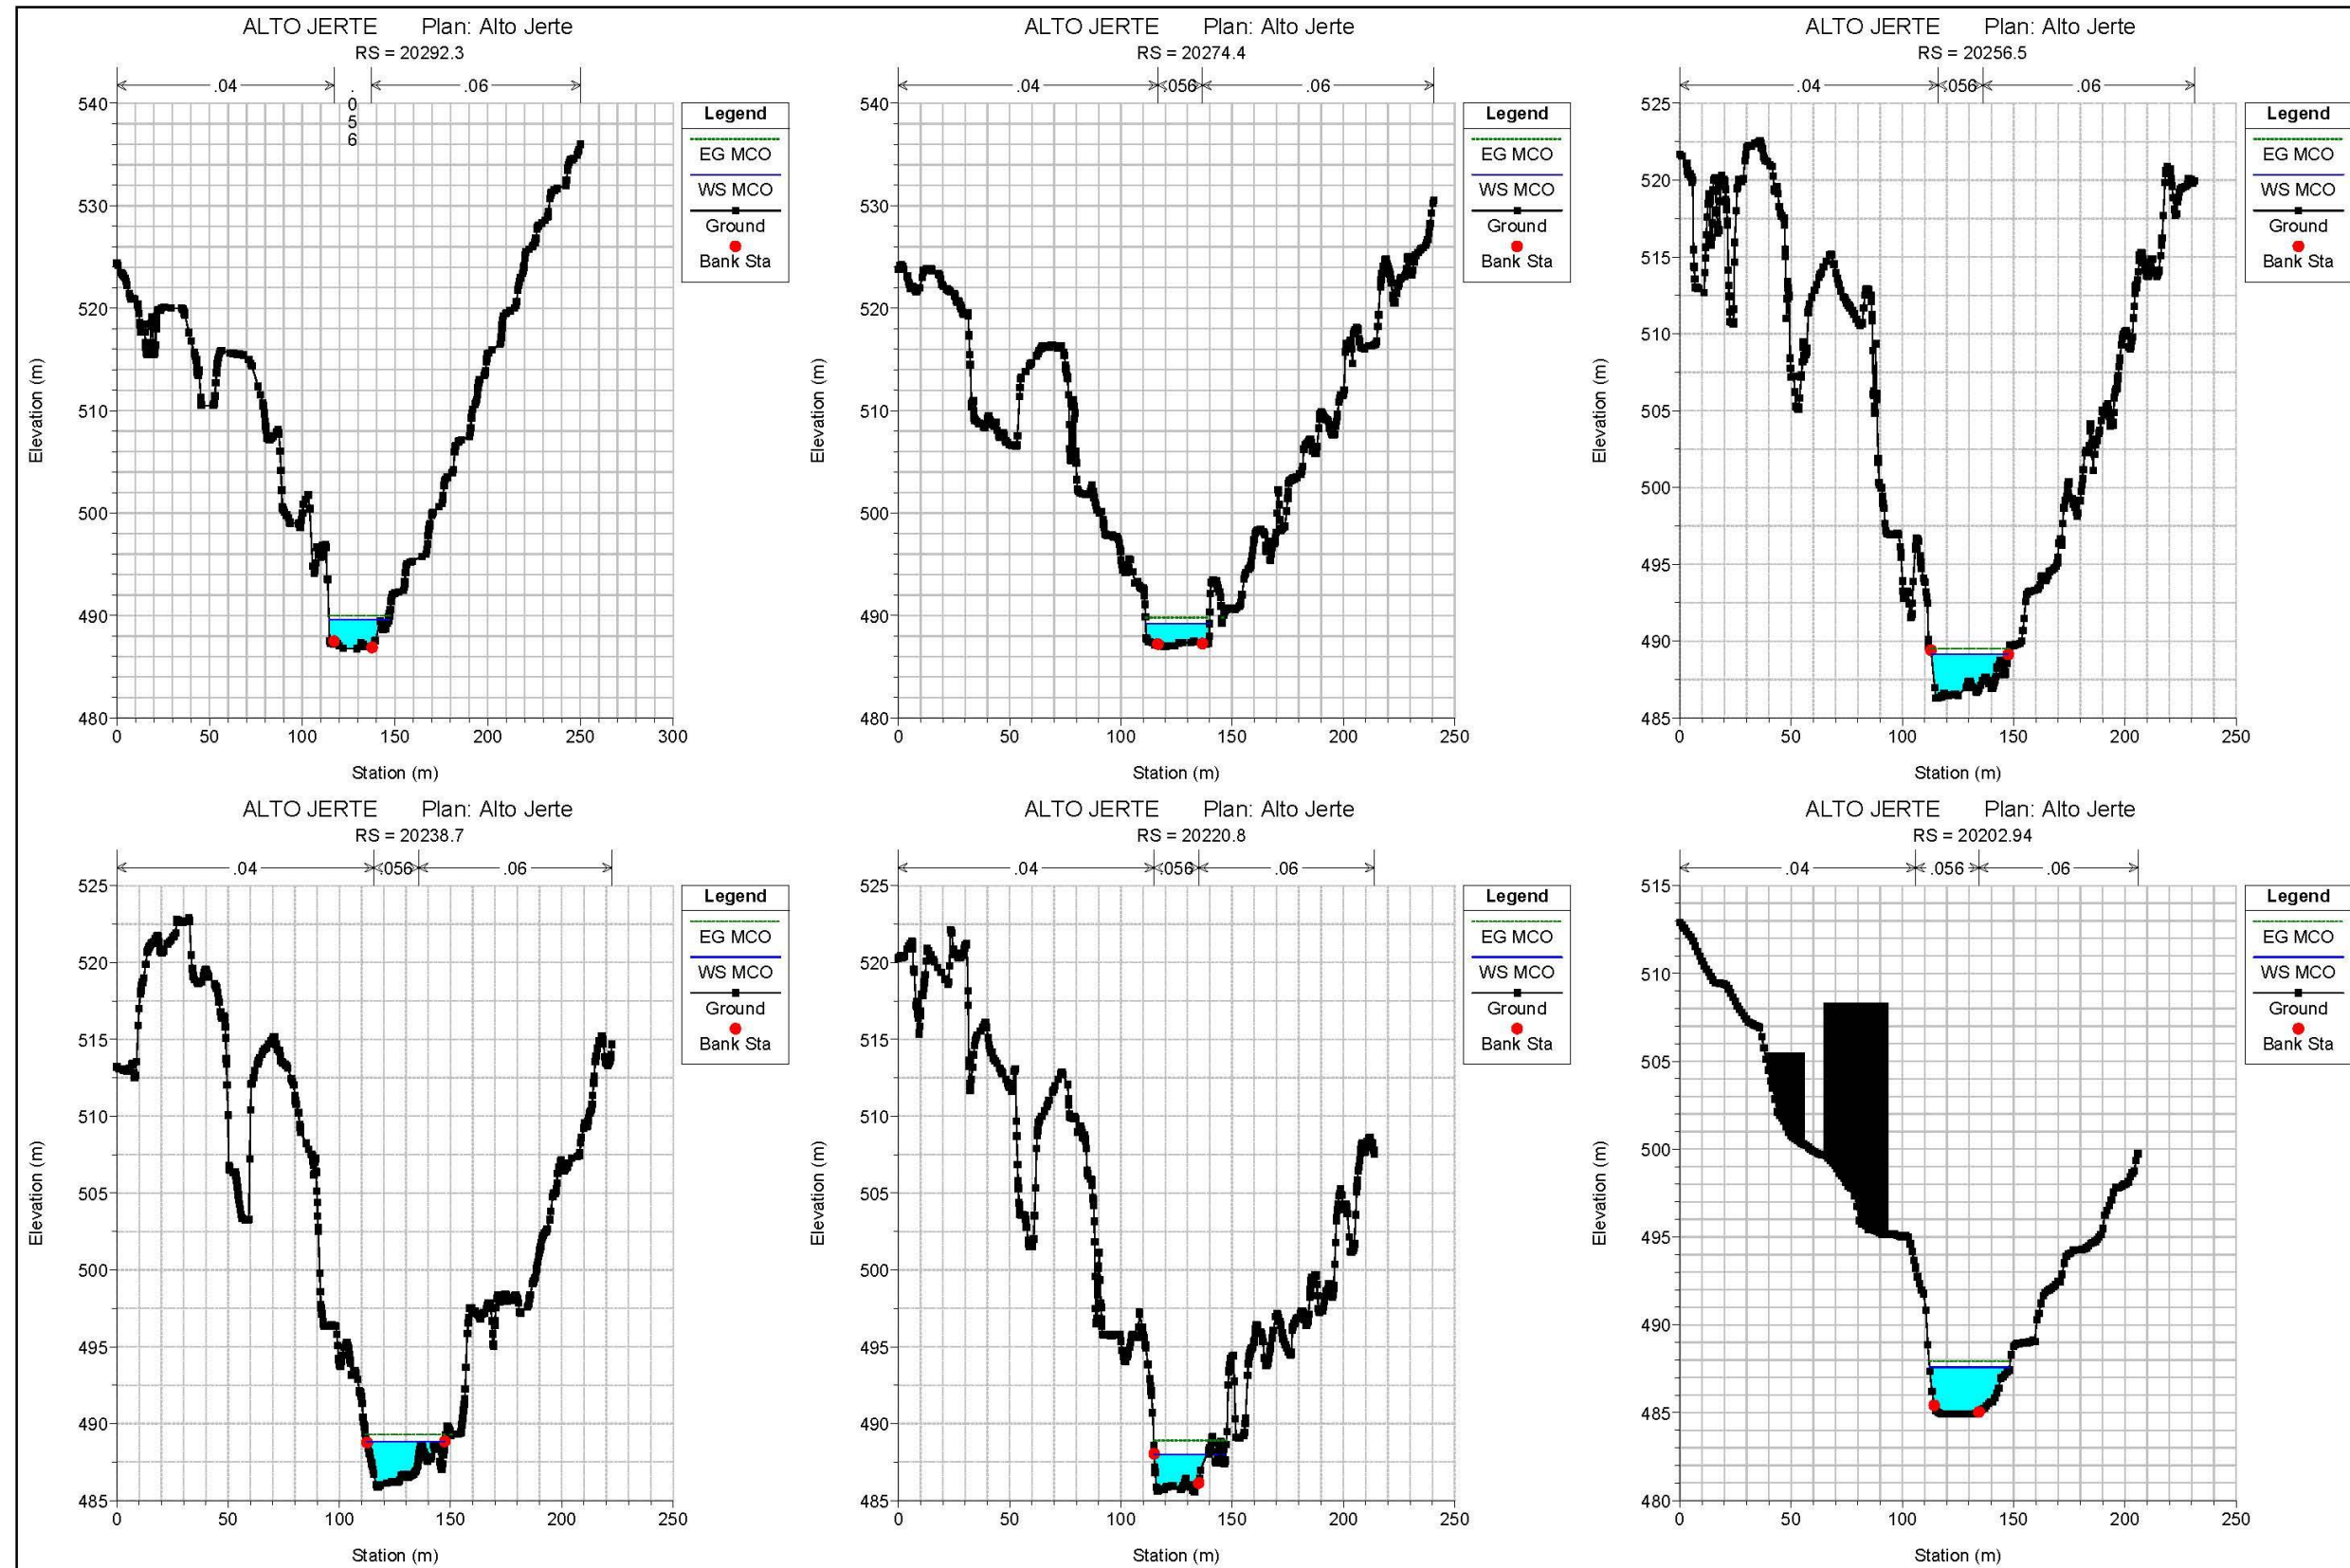 ALTO JERTE Plan: Alto Jerte
RS = 20292.3
.04 .056 .06
Legend
EG MCO
WS MCO
Ground
Bank Sta
Elevation (m)
540
530
520
510
500
490
480
0 50 100 150 200 250 300
Station (m)
ALTO JERTE Plan: Alto Jerte
RS = 20274.4
.04 .056 .06
Legend
EG MCO
WS MCO
Ground
Bank Sta
Elevation (m)
540
530
520
510
500
490
480
0 50 100 150 200 250
Station (m)
ALTO JERTE Plan: Alto Jerte
RS = 20256.5
.04 .056 .06
Legend
EG MCO
WS MCO
Ground
Bank Sta
Elevation (m)
525
520
515
510
505
500
495
490
485
0 50 100 150 200 250
Station (m)
ALTO JERTE Plan: Alto Jerte
RS = 20238.7
.04 .056 .06
Legend
EG MCO
WS MCO
Ground
Bank Sta
Elevation (m)
525
520
515
510
505
500
495
490
485
0 50 100 150 200 250
Station (m)
ALTO JERTE Plan: Alto Jerte
RS = 20220.8
.04 .056 .06
Legend
EG MCO
WS MCO
Ground
Bank Sta
Elevation (m)
525
520
515
510
505
500
495
490
485
0 50 100 150 200 250
Station (m)
ALTO JERTE Plan: Alto Jerte
RS = 20202.94
.04 .056 .06
Legend
EG MCO
WS MCO
Ground
Bank Sta
Elevation (m)
515
510
505
500
495
490
485
480
0 50 100 150 200 250
Station (m)